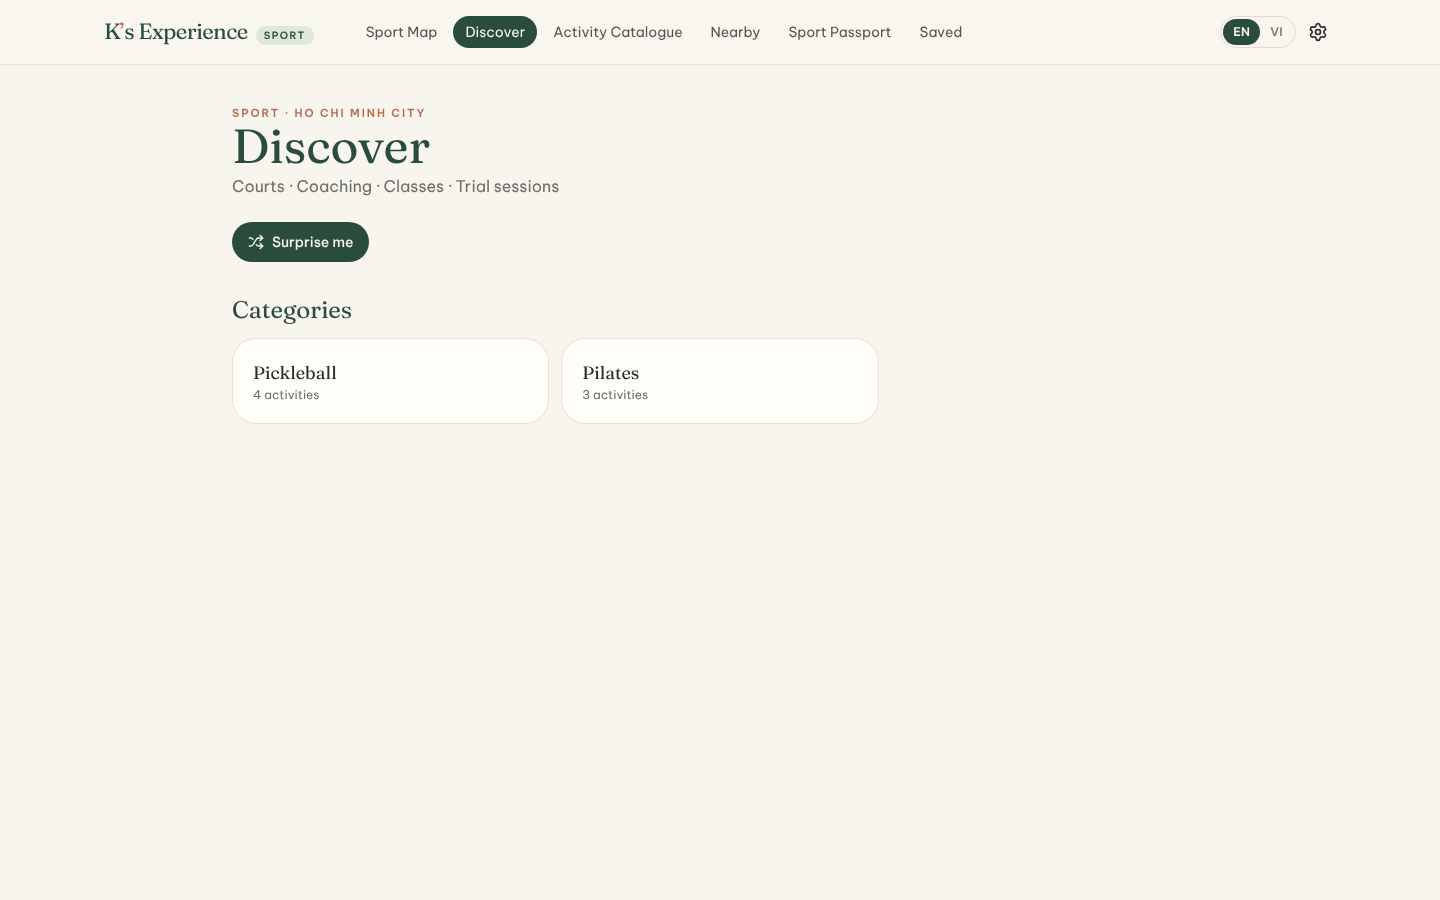 K's Experience SPORT Sport Map Discover Activity Catalogue Nearby Sport Passport Saved EN VI
SPORT · HO CHI MINH CITY
Discover
Courts · Coaching · Classes · Trial sessions
Surprise me
Categories
Pickleball
4 activities
Pilates
3 activities